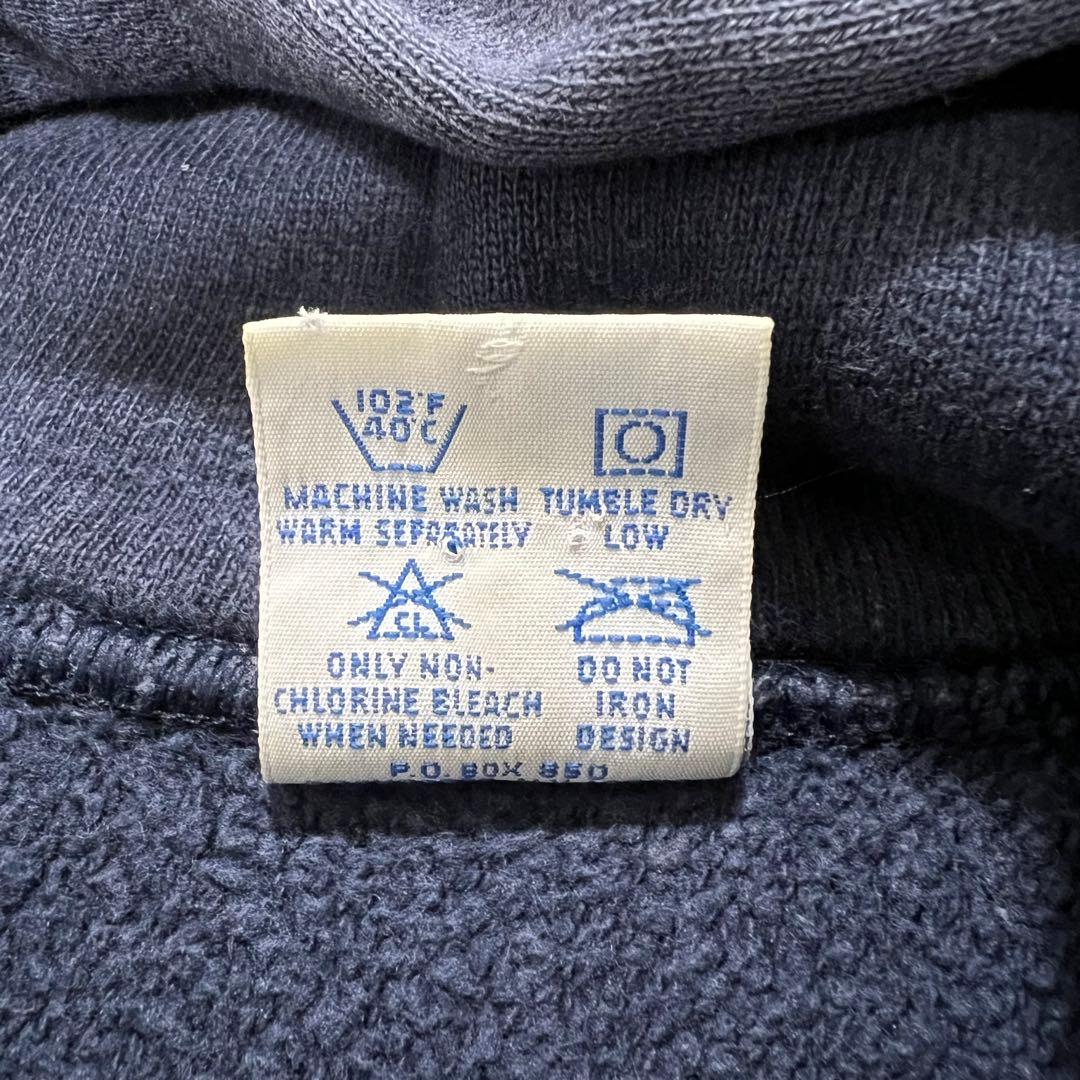 102°F
40°C
MACHINE WASH
WARM SEPARATELY
TUMBLE DRY
LOW
CL
ONLY NON-
CHLORINE BLEACH
WHEN NEEDED
DO NOT
IRON
DESIGN
P.O. BOX 850